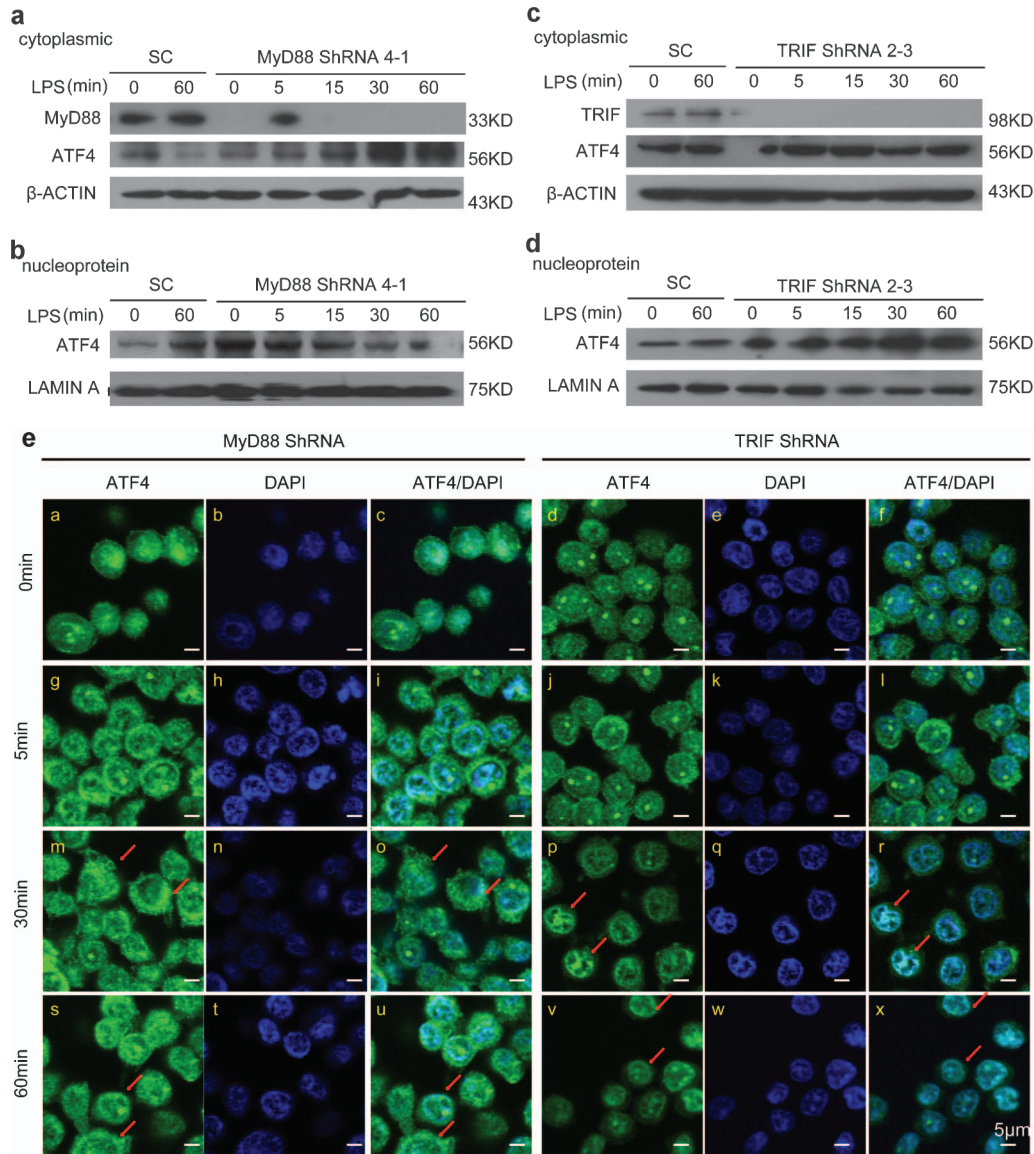 a
cytoplasmic
SC MyD88 ShRNA 4-1
LPS(min) 0 60 0 5 15 30 60
MyD88 33KD
ATF4 56KD
β-ACTIN 43KD
b
nucleoprotein
SC MyD88 ShRNA 4-1
LPS(min) 0 60 0 5 15 30 60
ATF4 56KD
LAMIN A 75KD
c
cytoplasmic
SC TRIF ShRNA 2-3
LPS(min) 0 60 0 5 15 30 60
TRIF 98KD
ATF4 56KD
β-ACTIN 43KD
d
nucleoprotein
SC TRIF ShRNA 2-3
LPS(min) 0 60 0 5 15 30 60
ATF4 56KD
LAMIN A 75KD
e
MyD88 ShRNA TRIF ShRNA
ATF4 DAPI ATF4/DAPI ATF4 DAPI ATF4/DAPI
0min a b c d e f
5min g h i j k l
30min m n o p q r
60min s t u v w x
5μm